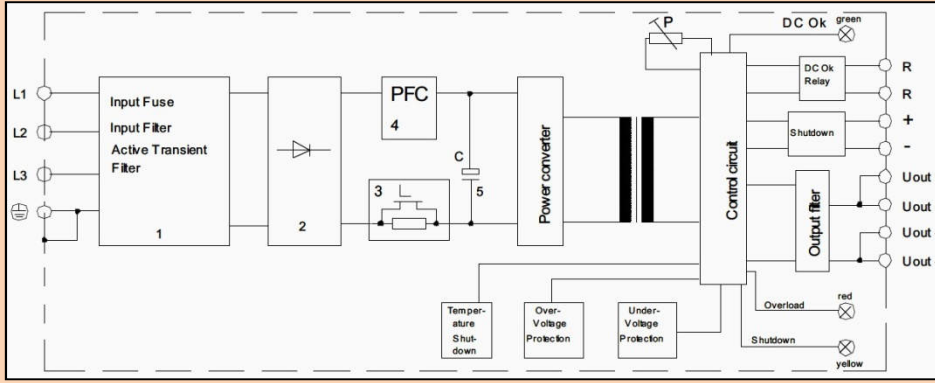 P
DC Ok
green
L1
L2
L3
Input Fuse
Input Filter
Active Transient
Filter
1
2
PFC
4
C
5
3
Power converter
Control circuit
DC Ok
Relay
R
R
Shutdown
+
-
Output filter
Uout
Uout
Uout
Uout
Temper-
ature
Shut-
down
Over-
Voltage
Protection
Under-
Voltage
Protection
Overload
red
Shutdown
yellow